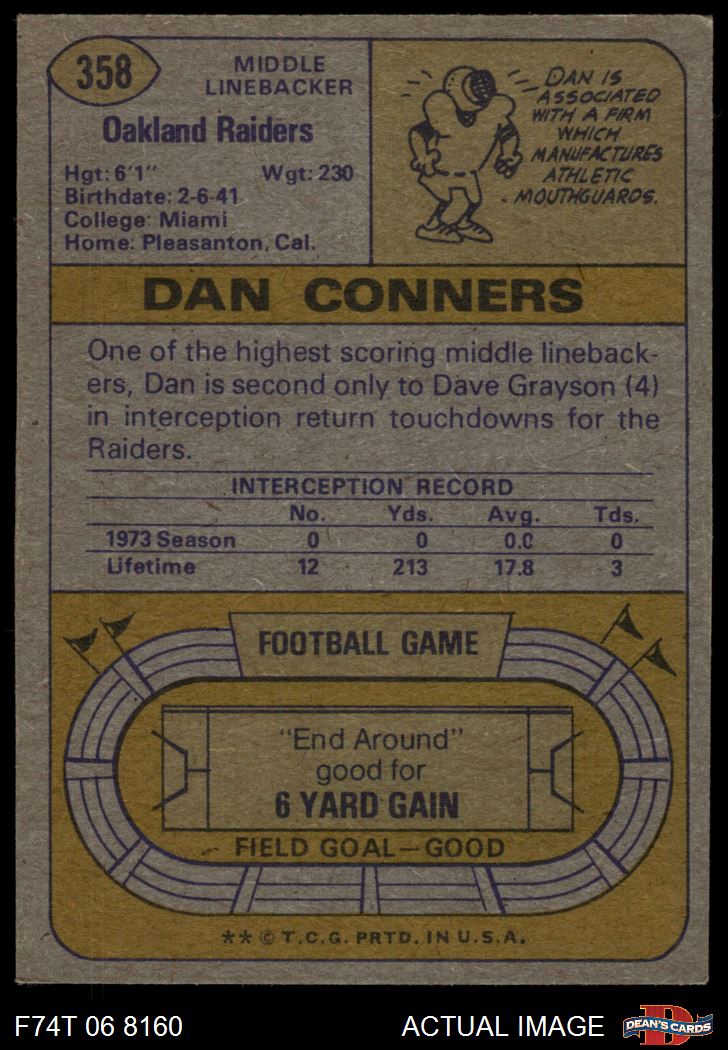 358
MIDDLE
LINEBACKER
Oakland Raiders
Hgt: 6'1" Wgt: 230
Birthdate: 2-6-41
College: Miami
Home: Pleasanton, Cal.
DAN IS
ASSOCIATED
WITH A FIRM
WHICH
MANUFACTURES
ATHLETIC
MOUTHGUARDS.
DAN CONNERS
One of the highest scoring middle lineback-
ers, Dan is second only to Dave Grayson (4)
in interception return touchdowns for the
Raiders.
INTERCEPTION RECORD
No. Yds. Avg. Tds.
1973 Season 0 0 0.0 0
Lifetime 12 213 17.8 3
FOOTBALL GAME
"End Around"
good for
6 YARD GAIN
FIELD GOAL—GOOD
** © T.C.G. PRTD. IN U.S.A.
F74T 06 8160 ACTUAL IMAGE
D
DEAN'S CARDS